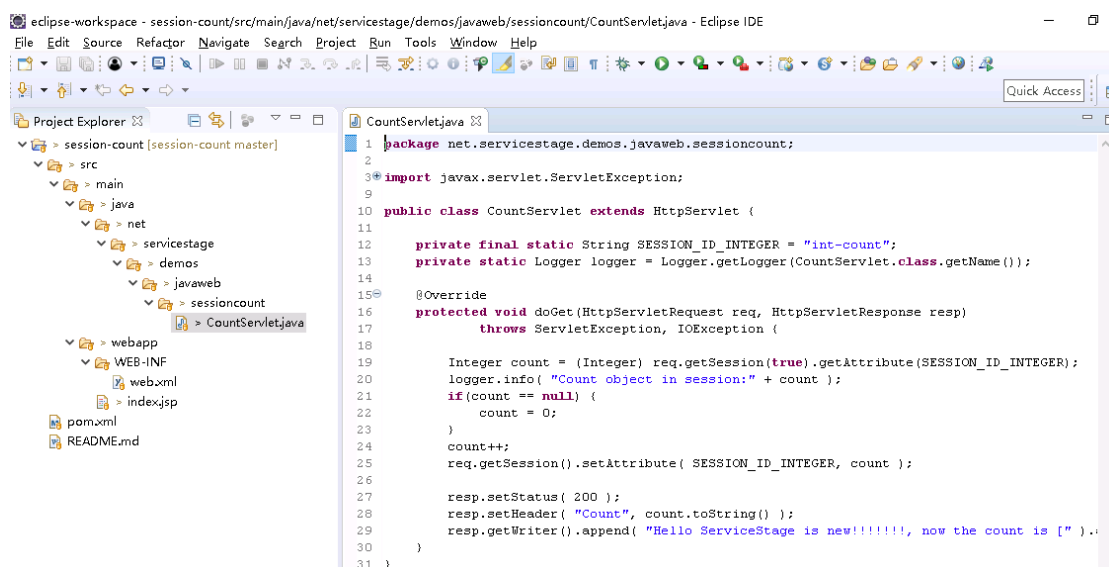 eclipse-workspace - session-count/src/main/java/net/servicestage/demos/javaweb/sessioncount/CountServlet.java - Eclipse IDE
File Edit Source Refactor Navigate Search Project Run Tools Window Help
Quick Access
Project Explorer
> session-count [session-count master]
> src
> main
> java
> net
> servicestage
> demos
> javaweb
> sessioncount
> CountServlet.java
> webapp
WEB-INF
web.xml
> index.jsp
pom.xml
README.md
CountServlet.java
1 package net.servicestage.demos.javaweb.sessioncount;
2
3 import javax.servlet.ServletException;
9
10 public class CountServlet extends HttpServlet {
11
12 private final static String SESSION_ID_INTEGER = "int-count";
13 private static Logger logger = Logger.getLogger(CountServlet.class.getName());
14
15 @Override
16 protected void doGet(HttpServletRequest req, HttpServletResponse resp)
17 throws ServletException, IOException {
18
19 Integer count = (Integer) req.getSession(true).getAttribute(SESSION_ID_INTEGER);
20 logger.info( "Count object in session:" + count );
21 if(count == null) {
22 count = 0;
23 }
24 count++;
25 req.getSession().setAttribute( SESSION_ID_INTEGER, count );
26
27 resp.setStatus( 200 );
28 resp.setHeader( "Count", count.toString() );
29 resp.getWriter().append( "Hello ServiceStage is new!!!!!!!, now the count is [" ).
30 }
31 }